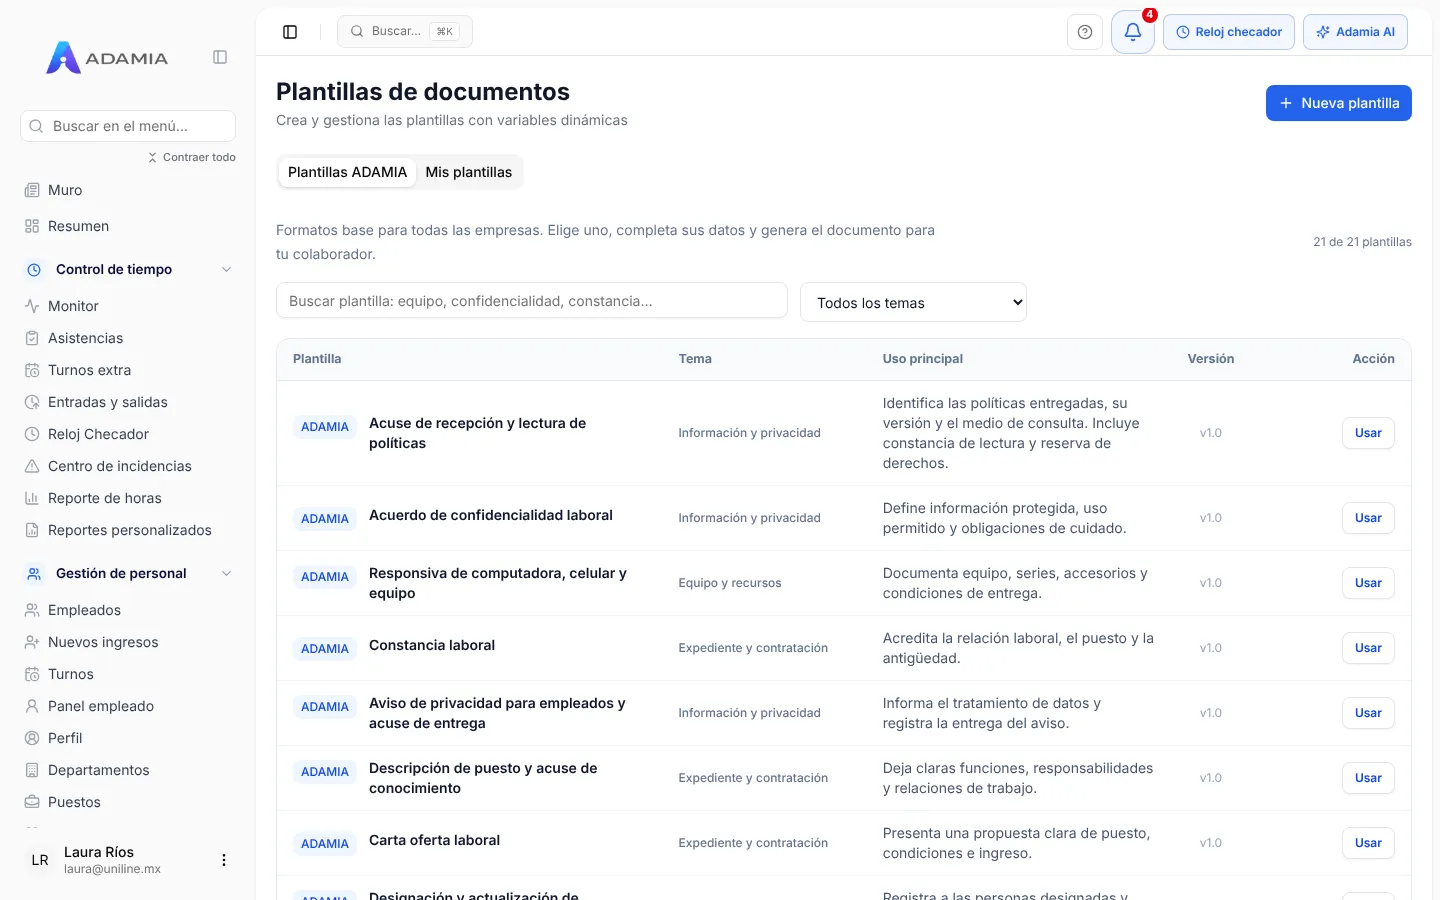 ADAMIA
Buscar en el menú...
Contraer todo
Muro
Resumen
Control de tiempo
Monitor
Asistencias
Turnos extra
Entradas y salidas
Reloj Checador
Centro de incidencias
Reporte de horas
Reportes personalizados
Gestión de personal
Empleados
Nuevos ingresos
Turnos
Panel empleado
Perfil
Departamentos
Puestos
LR
Laura Ríos
laura@uniline.mx
Buscar...
⌘K
4
Reloj checador
Adamia AI
Plantillas de documentos
Crea y gestiona las plantillas con variables dinámicas
Nueva plantilla
Plantillas ADAMIA
Mis plantillas
Formatos base para todas las empresas. Elige uno, completa sus datos y genera el documento para
tu colaborador.
21 de 21 plantillas
Buscar plantilla: equipo, confidencialidad, constancia...
Todos los temas
Plantilla Tema Uso principal Versión Acción
ADAMIA
Acuse de recepción y lectura de
políticas
Información y privacidad
Identifica las políticas entregadas, su
versión y el medio de consulta. Incluye
constancia de lectura y reserva de
derechos.
v1.0
Usar
ADAMIA
Acuerdo de confidencialidad laboral
Información y privacidad
Define información protegida, uso
permitido y obligaciones de cuidado.
v1.0
Usar
ADAMIA
Responsiva de computadora, celular y
equipo
Equipo y recursos
Documenta equipo, series, accesorios y
condiciones de entrega.
v1.0
Usar
ADAMIA
Constancia laboral
Expediente y contratación
Acredita la relación laboral, el puesto y la
antigüedad.
v1.0
Usar
ADAMIA
Aviso de privacidad para empleados y
acuse de entrega
Información y privacidad
Informa el tratamiento de datos y
registra la entrega del aviso.
v1.0
Usar
ADAMIA
Descripción de puesto y acuse de
conocimiento
Expediente y contratación
Deja claras funciones, responsabilidades
y relaciones de trabajo.
v1.0
Usar
ADAMIA
Carta oferta laboral
Expediente y contratación
Presenta una propuesta clara de puesto,
condiciones e ingreso.
v1.0
Usar
ADAMIA
Designación y actualización de
Registra a las personas designadas y